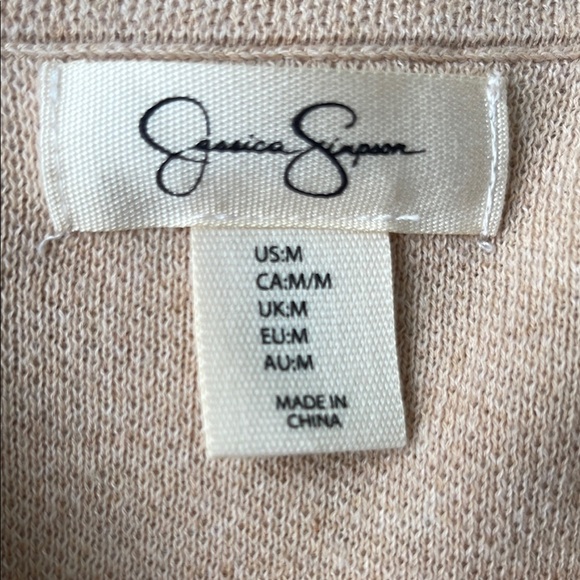 Jessica Simpson
US:M
CA:M/M
UK:M
EU:M
AU:M
MADE IN
CHINA